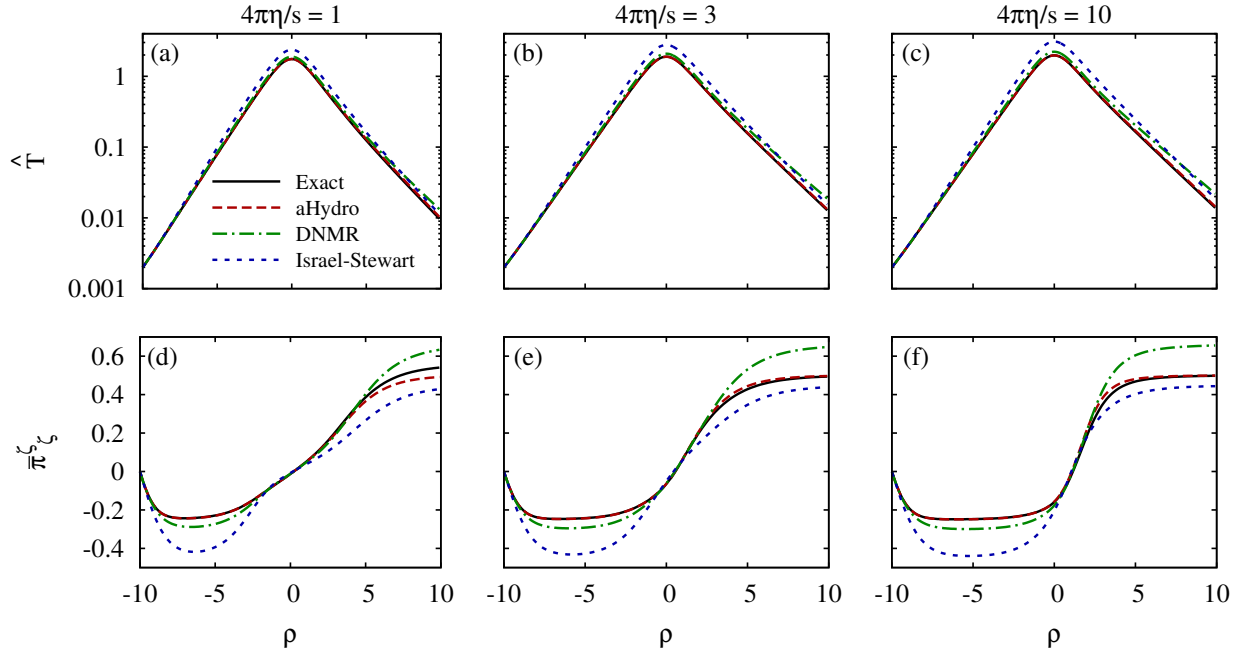 4πη/s = 1
4πη/s = 3
4πη/s = 10
(a)
(b)
(c)
1
0.1
0.01
0.001
T̂
Exact
aHydro
DNMR
Israel-Stewart
-10 -5 0 5 10
-10 -5 0 5 10
-10 -5 0 5 10
(d)
(e)
(f)
0.6
0.4
0.2
0
-0.2
-0.4
π̄^ζ_ζ
ρ
ρ
ρ